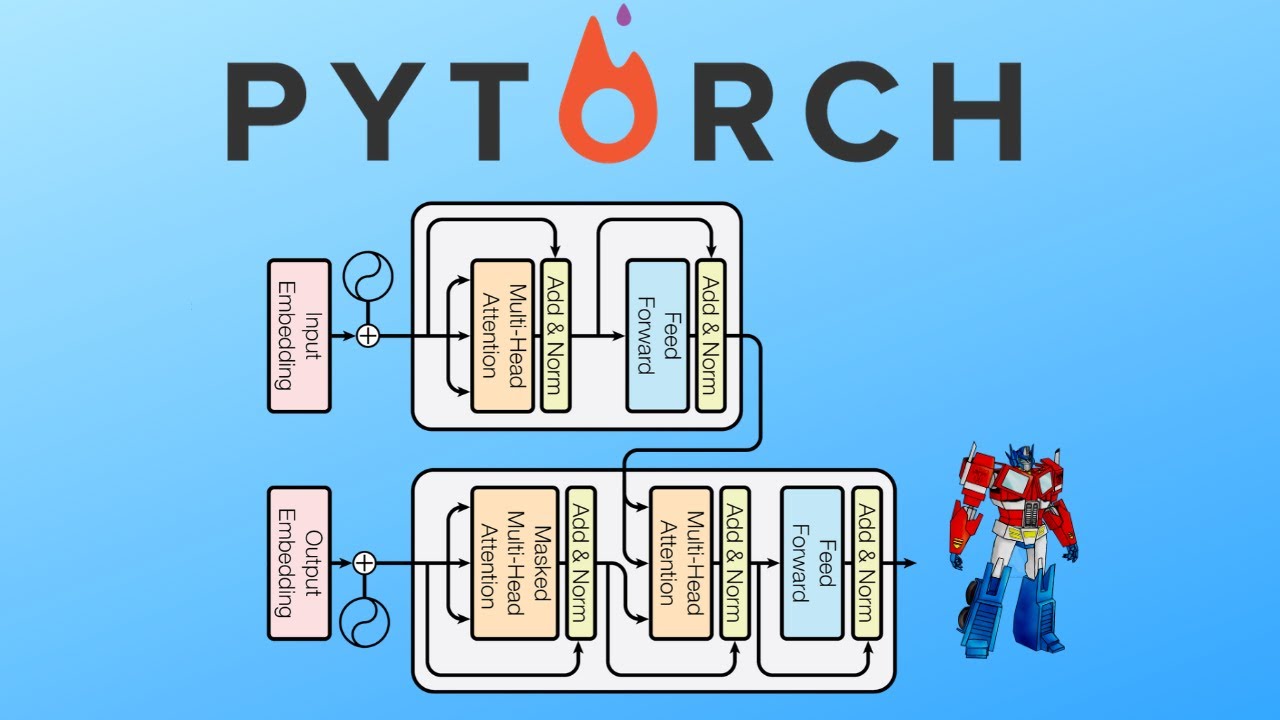 PYTORCH
Input
Embedding
Multi-Head
Attention
Add & Norm
Feed
Forward
Add & Norm
Output
Embedding
Masked
Multi-Head
Attention
Add & Norm
Multi-Head
Attention
Add & Norm
Feed
Forward
Add & Norm